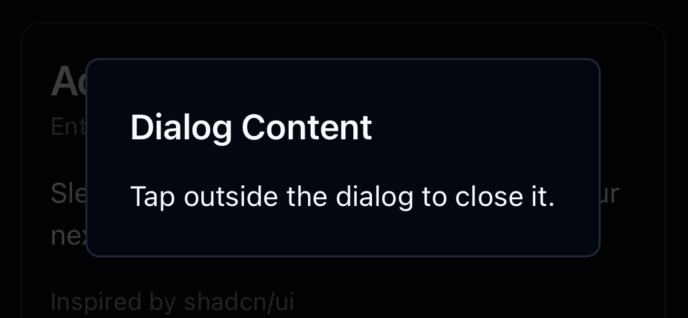 Dialog Content
Tap outside the dialog to close it.
Inspired by shadcn/ui